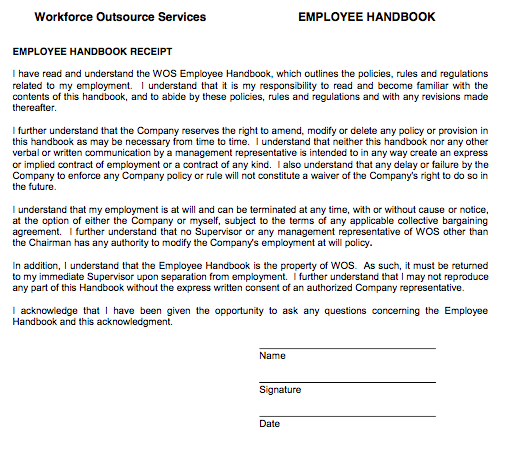 Workforce Outsource Services EMPLOYEE HANDBOOK
EMPLOYEE HANDBOOK RECEIPT
I have read and understand the WOS Employee Handbook, which outlines the policies, rules and regulations
related to my employment. I understand that it is my responsibility to read and become familiar with the
contents of this handbook, and to abide by these policies, rules and regulations and with any revisions made
thereafter.
I further understand that the Company reserves the right to amend, modify or delete any policy or provision in
this handbook as may be necessary from time to time. I understand that neither this handbook nor any other
verbal or written communication by a management representative is intended to in any way create an express
or implied contract of employment or a contract of any kind. I also understand that any delay or failure by the
Company to enforce any Company policy or rule will not constitute a waiver of the Company's right to do so in
the future.
I understand that my employment is at will and can be terminated at any time, with or without cause or notice,
at the option of either the Company or myself, subject to the terms of any applicable collective bargaining
agreement. I further understand that no Supervisor or any management representative of WOS other than
the Chairman has any authority to modify the Company's employment at will policy.
In addition, I understand that the Employee Handbook is the property of WOS. As such, it must be returned
to my immediate Supervisor upon separation from employment. I further understand that I may not reproduce
any part of this Handbook without the express written consent of an authorized Company representative.
I acknowledge that I have been given the opportunity to ask any questions concerning the Employee
Handbook and this acknowledgment.
Name
Signature
Date